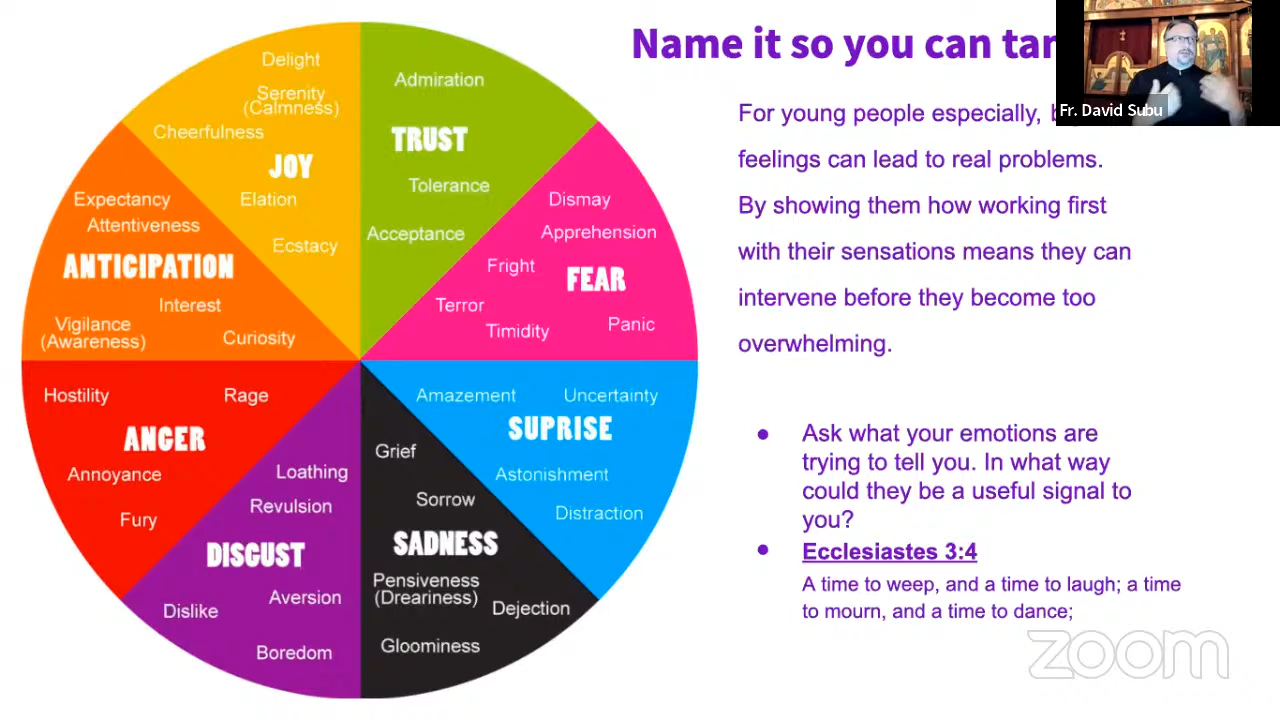 Name it so you can
Fr. David Subu
For young people especially,
feelings can lead to real problems.
By showing them how working first
with their sensations means they can
intervene before they become too
overwhelming.
● Ask what your emotions are
trying to tell you. In what way
could they be a useful signal to
you?
● Ecclesiastes 3:4
A time to weep, and a time to laugh; a time
to mourn, and a time to dance;
zoom
Delight
Serenity
(Calmness)
Cheerfulness
JOY
Elation
Ecstacy
Admiration
TRUST
Tolerance
Acceptance
Dismay
Apprehension
Fright
FEAR
Terror
Timidity
Panic
Amazement
Uncertainty
SUPRISE
Astonishment
Distraction
Grief
Sorrow
SADNESS
Pensiveness
(Dreariness)
Dejection
Gloominess
Loathing
Revulsion
DISGUST
Aversion
Dislike
Boredom
Hostility
Rage
ANGER
Annoyance
Fury
Expectancy
Attentiveness
ANTICIPATION
Interest
Vigilance
(Awareness)
Curiosity